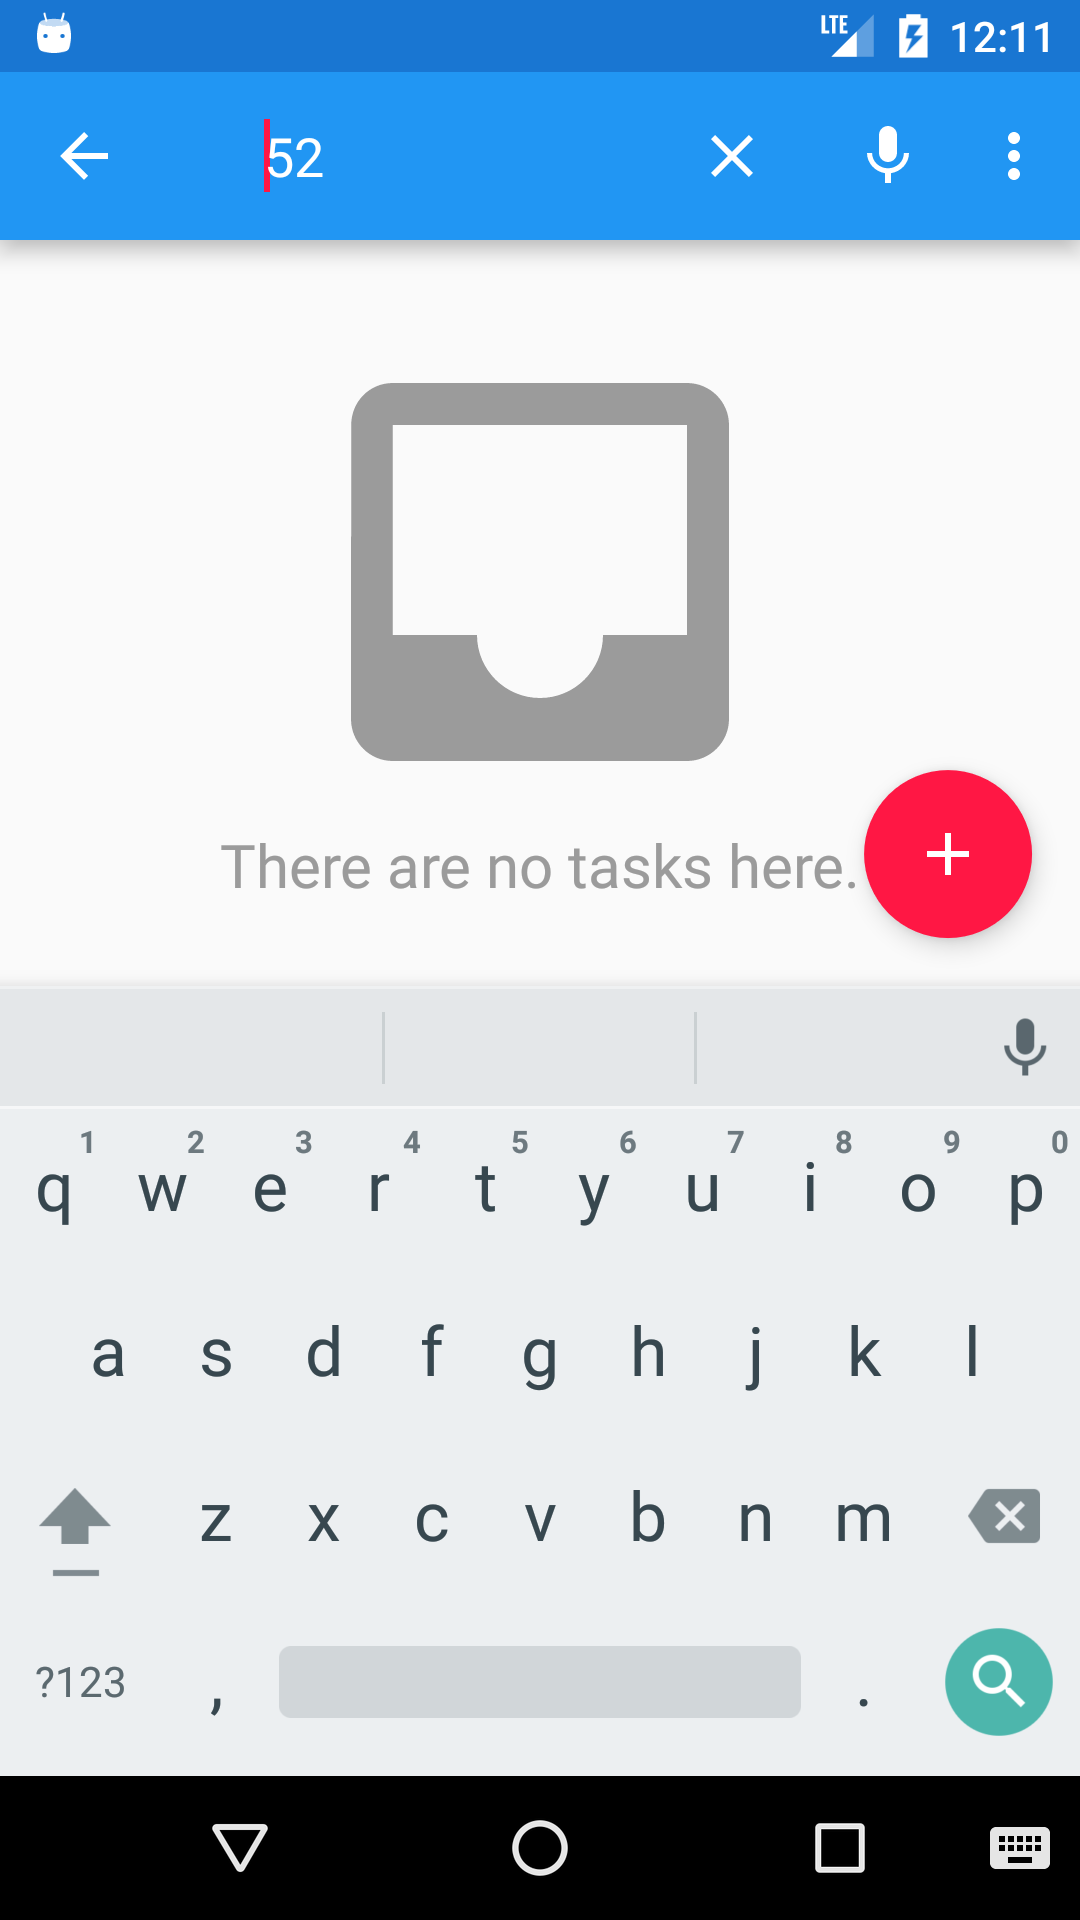 LTE 12:11
52
There are no tasks here.
1 2 3 4 5 6 7 8 9 0
q w e r t y u i o p
a s d f g h j k l
z x c v b n m
?123 , .